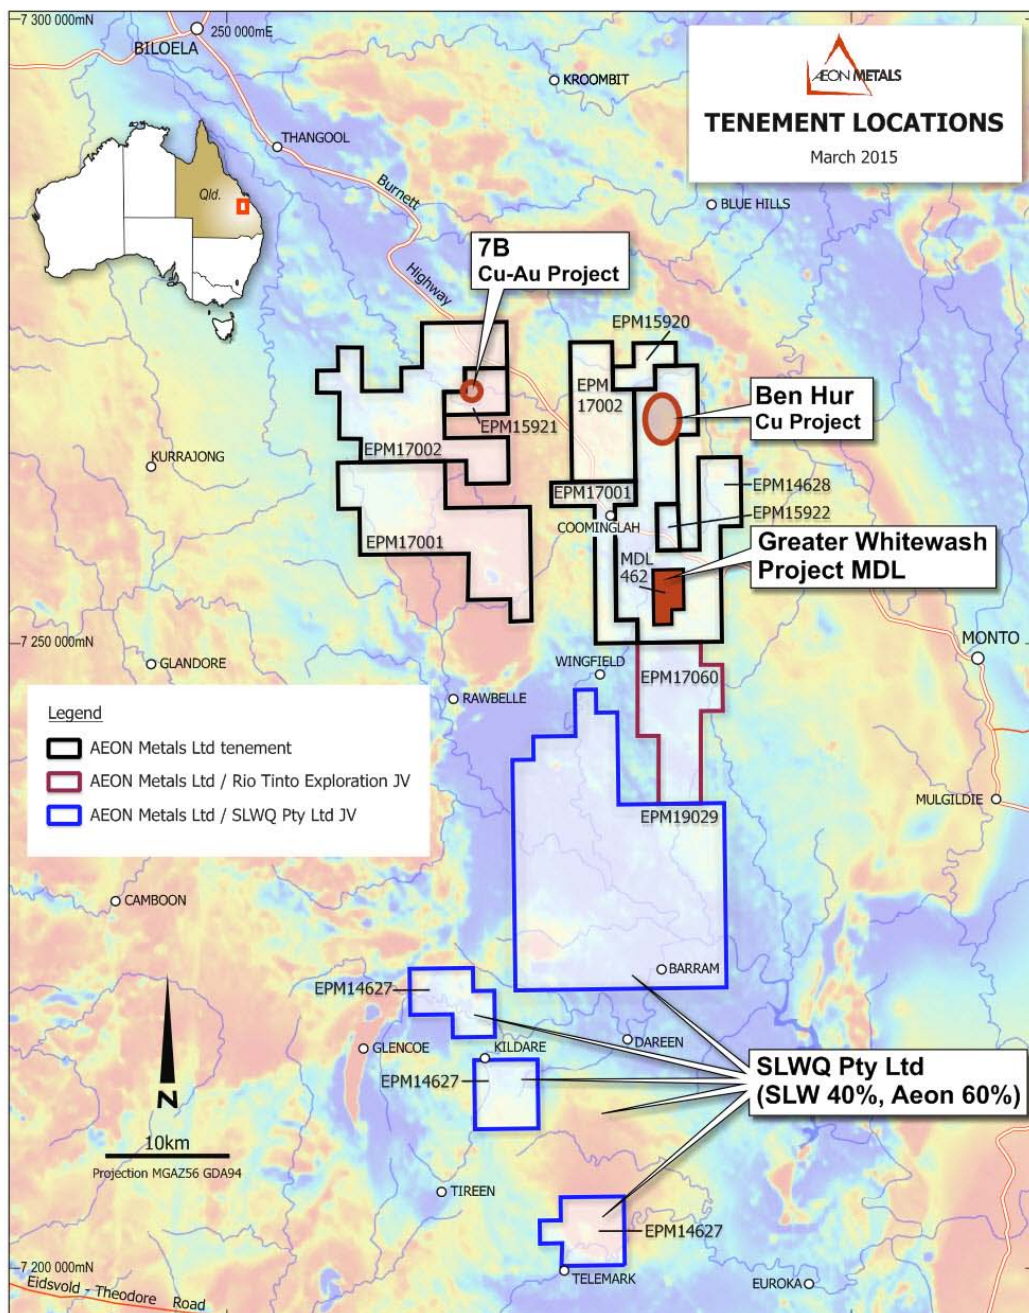 7 300 000mN
250 000mE
BILOELA
KROOMBIT
AEON METALS
TENEMENT LOCATIONS
March 2015
THANGOOL
Qld.
Burnett
Highway
BLUE HILLS
7B
Cu-Au Project
EPM15920
EPM
17002
Ben Hur
Cu Project
EPM15921
EPM17002
KURRAJONG
EPM17001
EPM14628
COOMINGLAH
EPM15922
EPM17001
MDL
462
Greater Whitewash
Project MDL
7 250 000mN
MONTO
GLANDORE
WINGFIELD
EPM17060
RAWBELLE
Legend
AEON Metals Ltd tenement
AEON Metals Ltd / Rio Tinto Exploration JV
AEON Metals Ltd / SLWQ Pty Ltd JV
MULGILDIE
EPM19029
CAMBOON
BARRAM
EPM14627
GLENCOE
KILDARE
DAREEN
EPM14627
SLWQ Pty Ltd
(SLW 40%, Aeon 60%)
N
10km
Projection MGAZ56 GDA94
TIREEN
EPM14627
7 200 000mN
TELEMARK
EUROKA
Eidsvold - Theodore Road